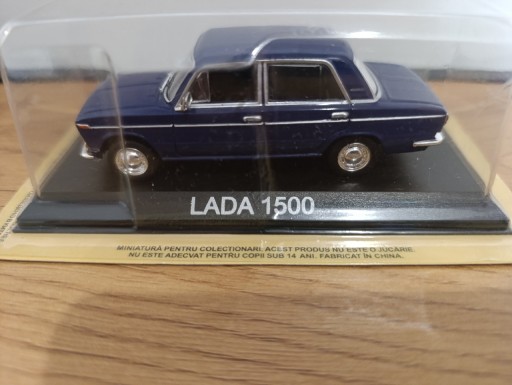 LADA 1500
MINIATURĂ PENTRU COLECTIONARI. ACEST PRODUS NU ESTE O JUCĂRIE.
NU ESTE ADECVAT PENTRU COPII SUB 14 ANI. FABRICAT ÎN CHINA.